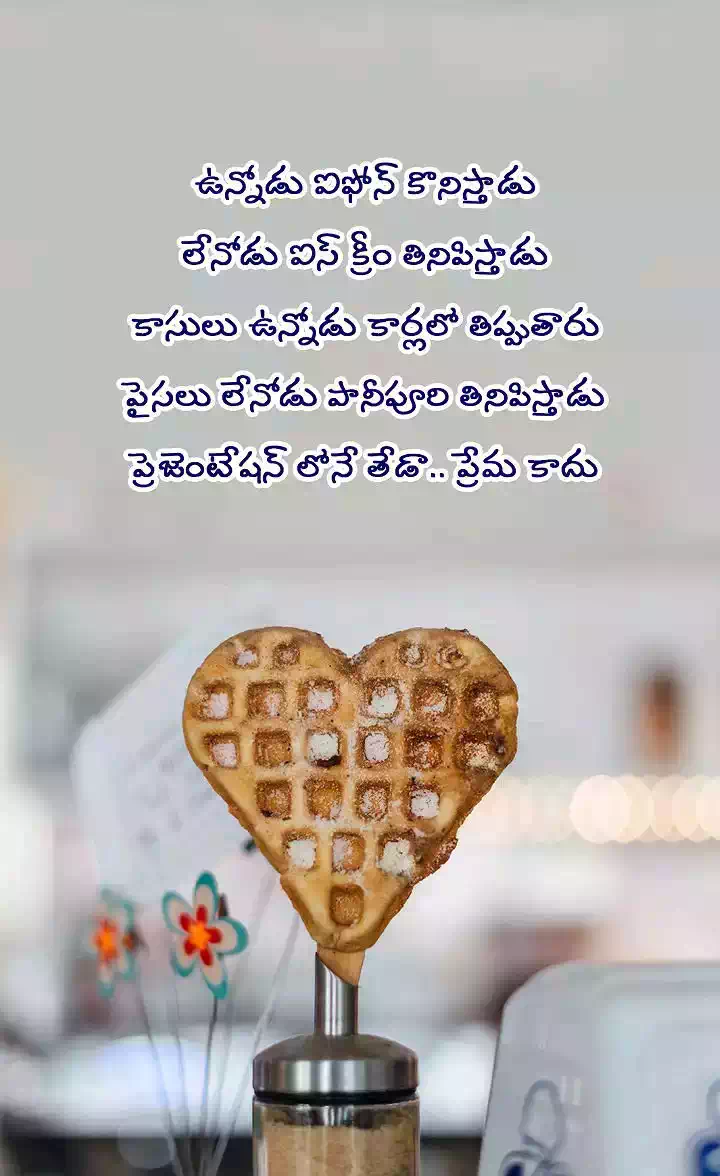 ఉన్నోడు ఐఫోన్ కొనిస్తాడు
లేనోడు ఐస్ క్రీం తినిపిస్తాడు
కాసులు ఉన్నోడు కార్లలో తిప్పుతారు
పైసలు లేనోడు పానీపూరి తినిపిస్తాడు
ప్రెజెంటేషన్ లోనే తేడా.. ప్రేమ కాదు